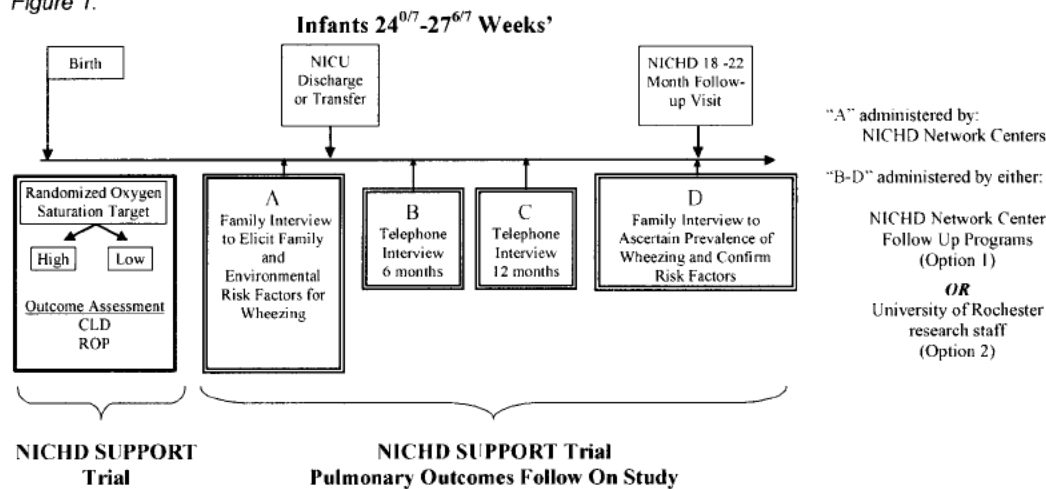 Figure 1.
Infants 24^0/7-27^6/7 Weeks'
Birth
NICU
Discharge
or Transfer
NICHD 18 -22
Month Follow-
up Visit
"A" administered by:
NICHD Network Centers
"B-D" administered by either:
NICHD Network Center
Follow Up Programs
(Option 1)
OR
University of Rochester
research staff
(Option 2)
Randomized Oxygen
Saturation Target
High
Low
Outcome Assessment
CLD
ROP
A
Family Interview
to Elicit Family
and
Environmental
Risk Factors for
Wheezing
B
Telephone
Interview
6 months
C
Telephone
Interview
12 months
D
Family Interview to
Ascertain Prevalence of
Wheezing and Confirm
Risk Factors
NICHD SUPPORT
Trial
NICHD SUPPORT Trial
Pulmonary Outcomes Follow On Study